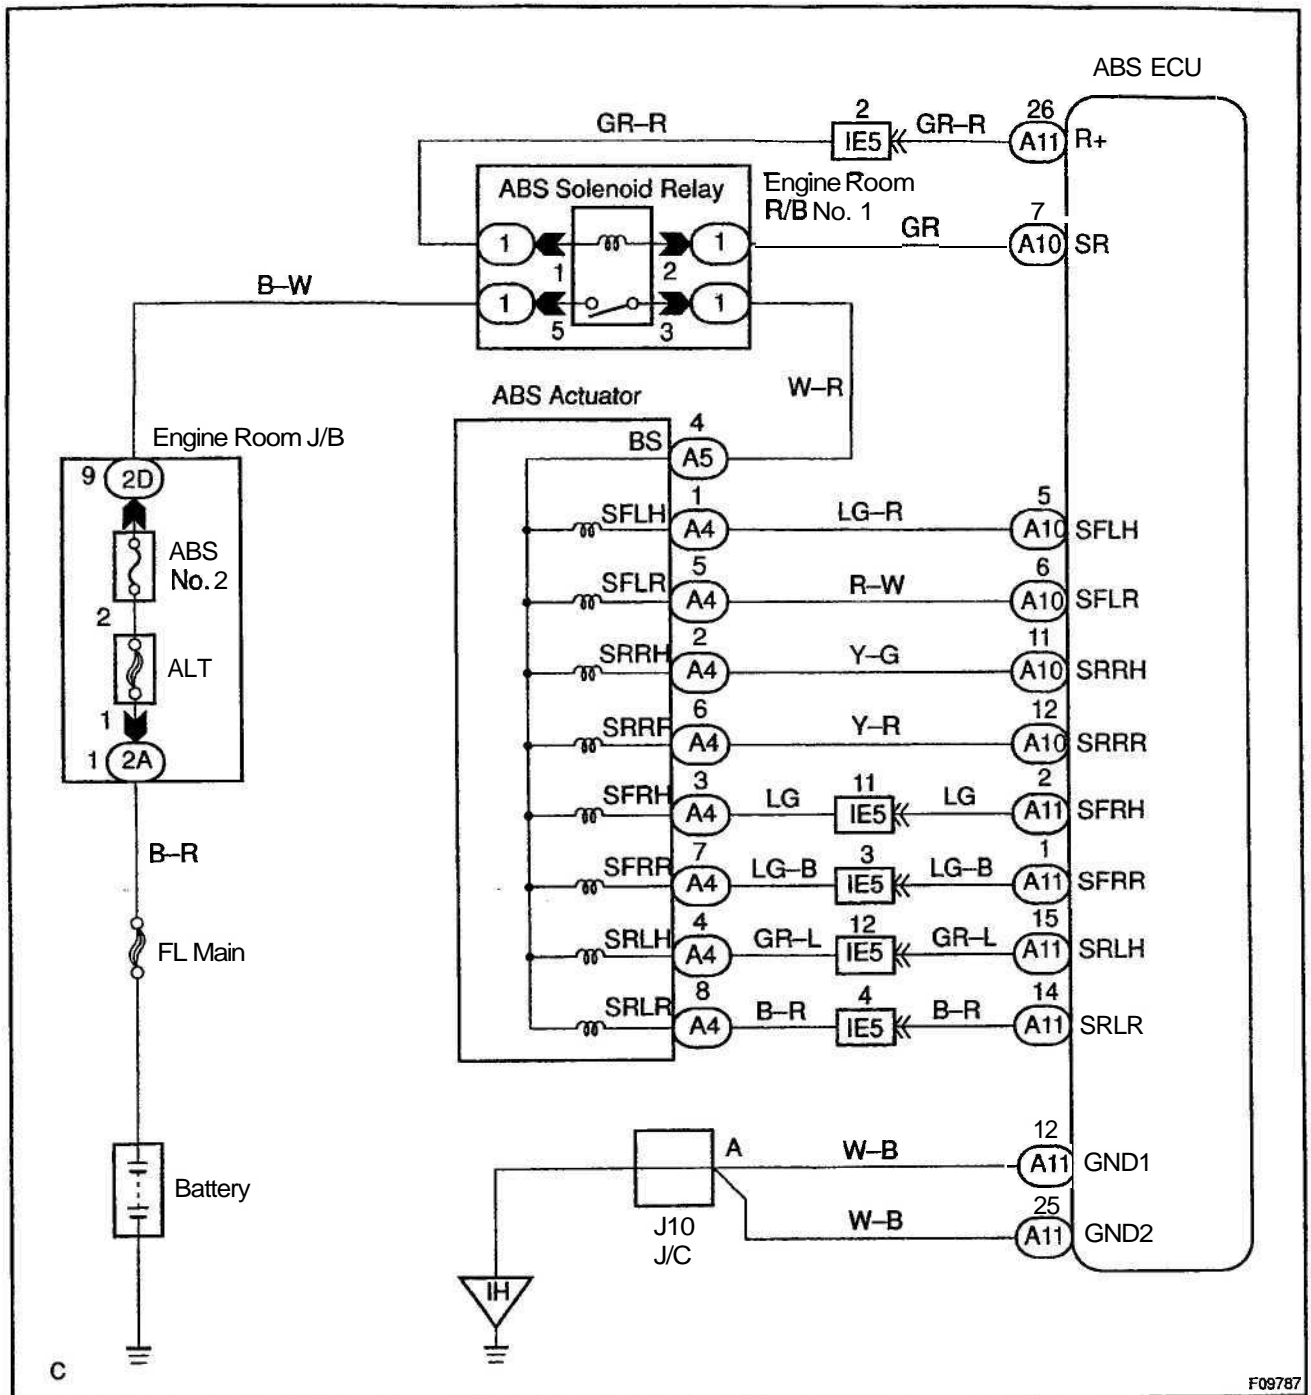 ABS ECU
2
26
GR–R
IE5
GR–R
A11
R+
ABS Solenoid Relay
Engine Room
R/B No. 1
7
1
1
GR
A10
SR
1
2
B–W
1
1
5
3
W–R
ABS Actuator
Engine Room J/B
4
BS
A5
9
2D
1
5
SFLH
A4
LG–R
A10
SFLH
ABS
No. 2
5
6
SFLR
A4
R–W
A10
SFLR
2
ALT
2
11
SRRH
A4
Y–G
A10
SRRH
1
6
12
SRRR
A4
Y–R
A10
SRRR
1
2A
3
11
2
SFRH
A4
LG
IE5
LG
A11
SFRH
B–R
7
3
1
SFRR
A4
LG–B
IE5
LG–B
A11
SFRR
FL Main
4
12
15
SRLH
A4
GR–L
IE5
GR–L
A11
SRLH
8
4
14
SRLR
A4
B–R
IE5
B–R
A11
SRLR
12
A
W–B
A11
GND1
Battery
25
J10
J/C
W–B
A11
GND2
IH
C
F09787